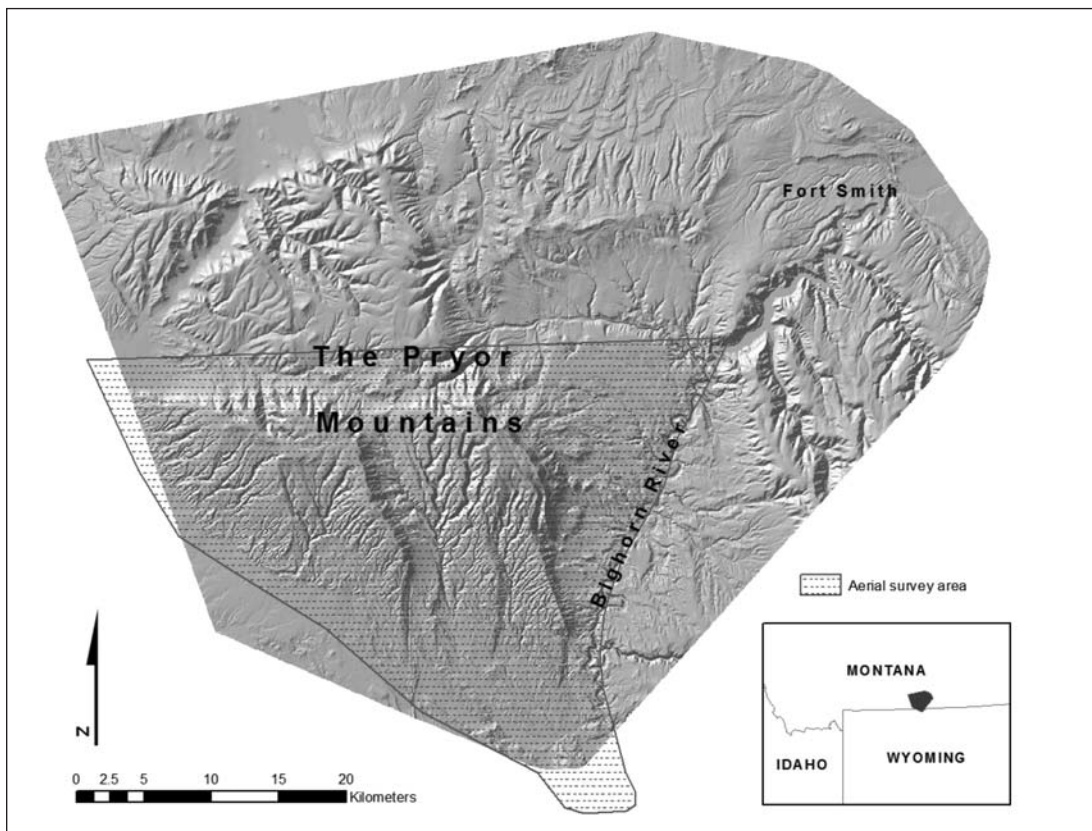 Fort Smith
The Pryor
Mountains
Bighorn River
Aerial survey area
N
0 2.5 5 10 15 20
Kilometers
MONTANA
IDAHO
WYOMING